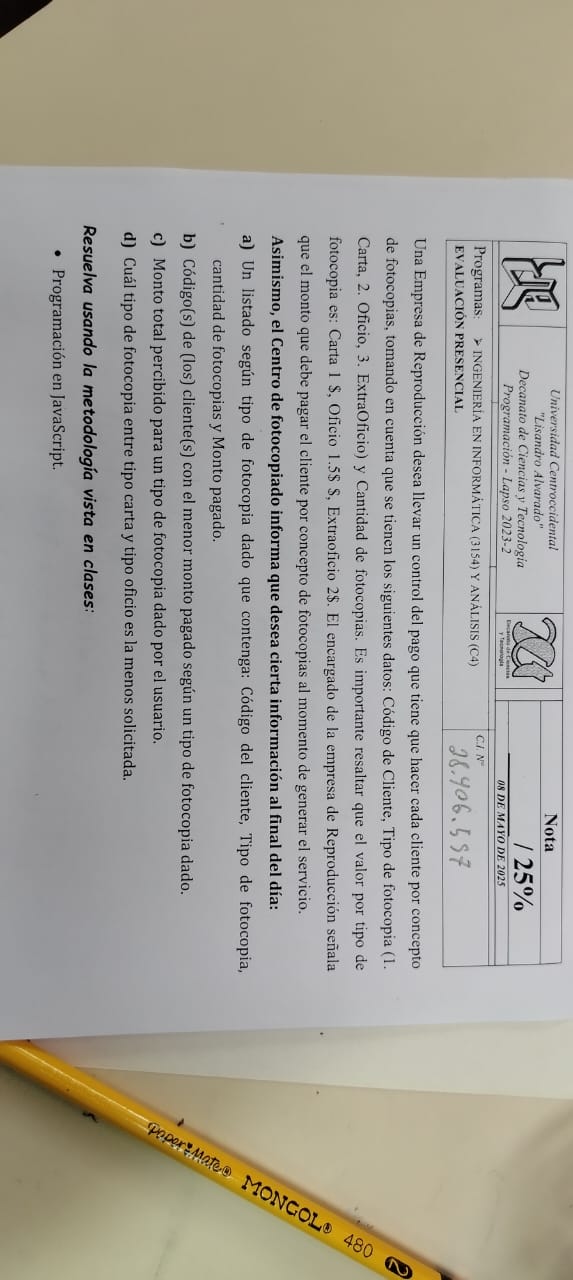 Universidad Centroccidental
"Lisandro Alvarado"
Decanato de Ciencias y Tecnología
Programación - Lapso 2023-2
Decanato de Ciencias
y Tecnología
Nota
/ 25%
08 DE MAYO DE 2025
Programas: ➢ INGENIERÍA EN INFORMÁTICA (3154) Y ANÁLISIS (C4)
EVALUACIÓN PRESENCIAL
C.I. N°
28.406.597
Una Empresa de Reproducción desea llevar un control del pago que tiene que hacer cada cliente por concepto
de fotocopias, tomando en cuenta que se tienen los siguientes datos: Código de Cliente, Tipo de fotocopia (1.
Carta, 2. Oficio, 3. ExtraOficio) y Cantidad de fotocopias. Es importante resaltar que el valor por tipo de
fotocopia es: Carta 1 $, Oficio 1.5$ $, Extraoficio 2$. El encargado de la empresa de Reproducción señala
que el monto que debe pagar el cliente por concepto de fotocopias al momento de generar el servicio.
Asimismo, el Centro de fotocopiado informa que desea cierta información al final del día:
a) Un listado según tipo de fotocopia dado que contenga: Código del cliente, Tipo de fotocopia,
cantidad de fotocopias y Monto pagado.
b) Código(s) de (los) cliente(s) con el menor monto pagado según un tipo de fotocopia dado.
c) Monto total percibido para un tipo de fotocopia dado por el usuario.
d) Cuál tipo de fotocopia entre tipo carta y tipo oficio es la menos solicitada.
Resuelva usando la metodología vista en clases:
• Programación en JavaScript.
paper:mate® MONGOL® 480 2